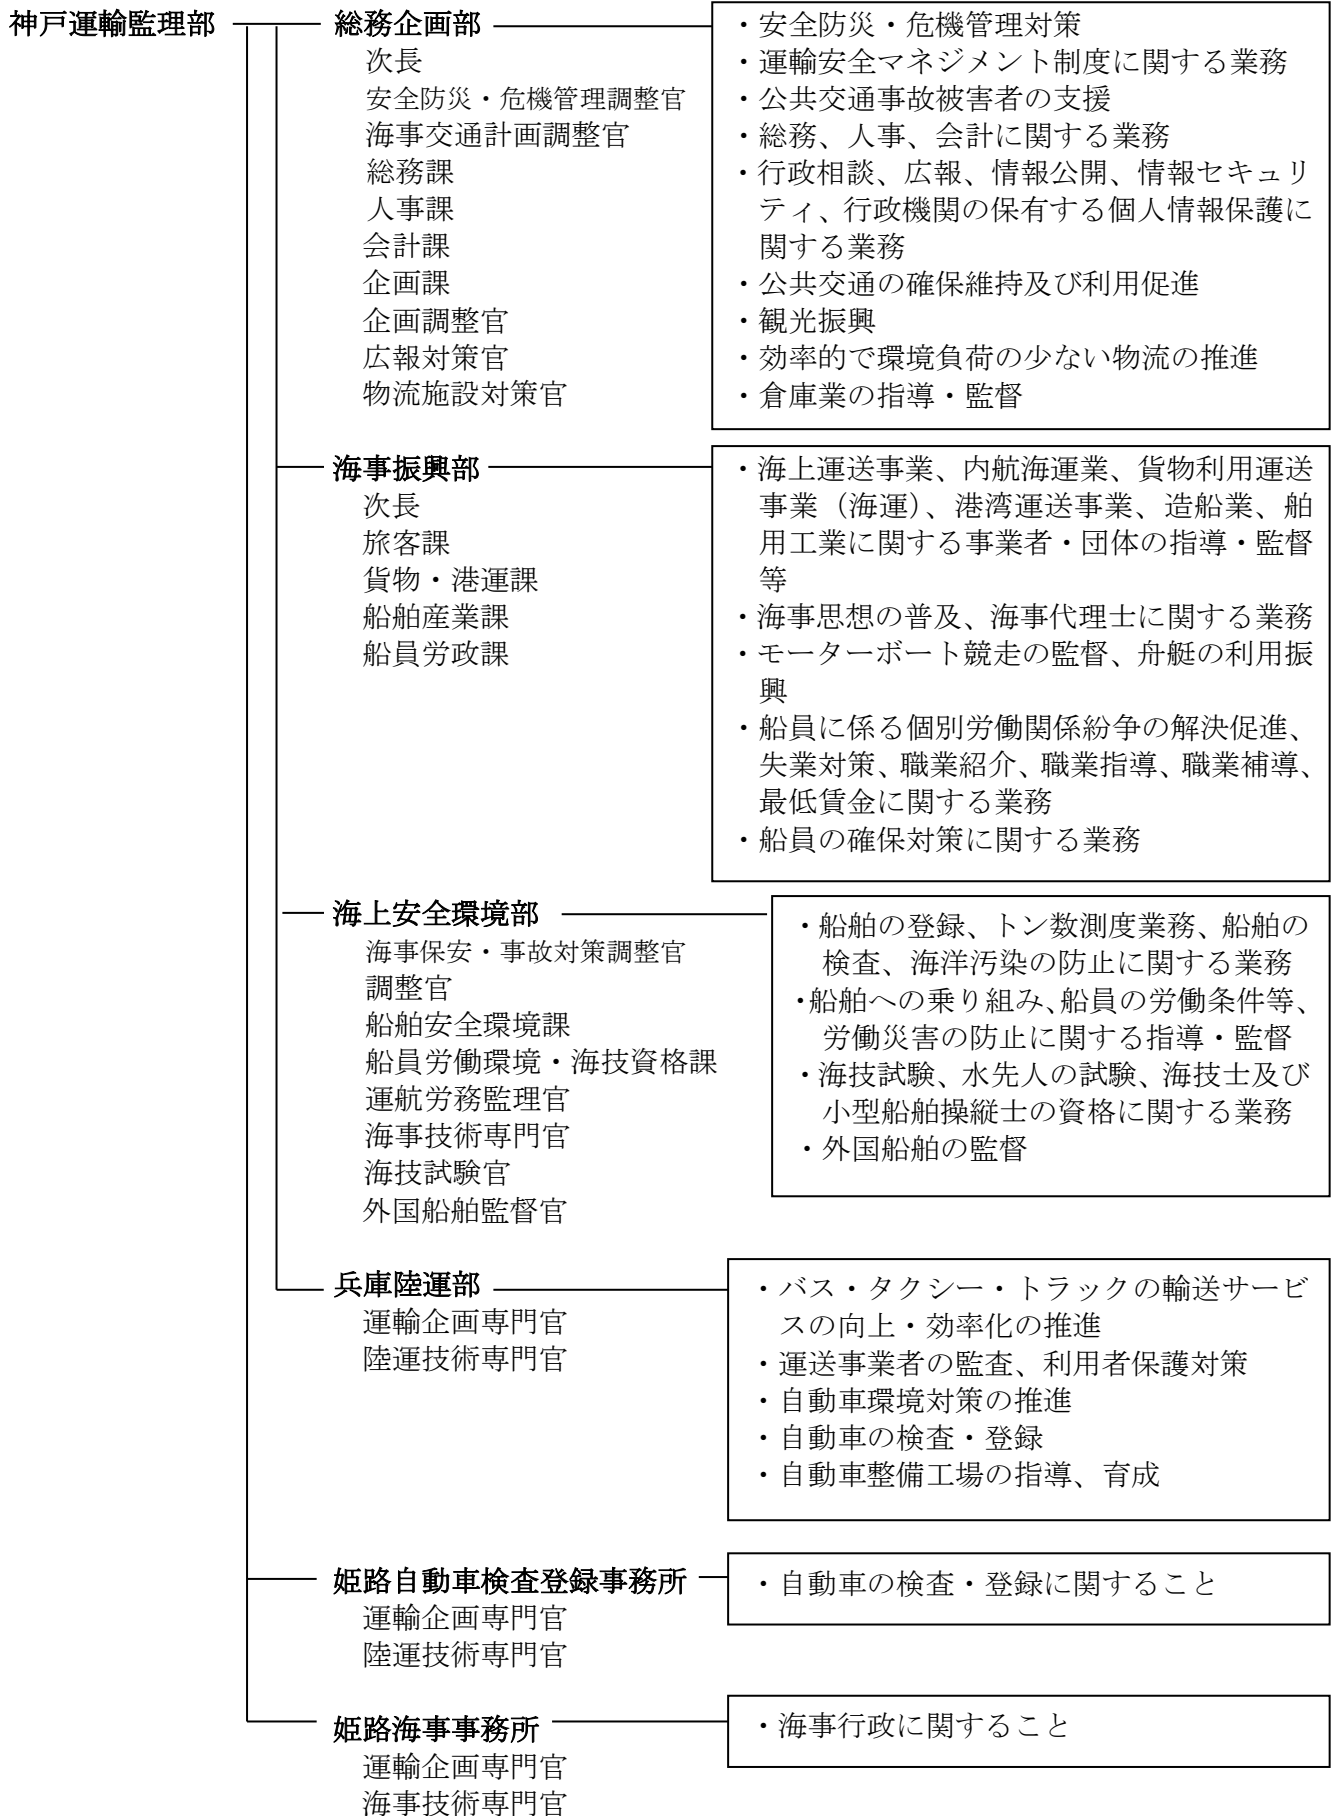 神戸運輸監理部
総務企画部
次長
安全防災・危機管理調整官
海事交通計画調整官
総務課
人事課
会計課
企画課
企画調整官
広報対策官
物流施設対策官
・安全防災・危機管理対策
・運輸安全マネジメント制度に関する業務
・公共交通事故被害者の支援
・総務、人事、会計に関する業務
・行政相談、広報、情報公開、情報セキュリ
ティ、行政機関の保有する個人情報保護に
関する業務
・公共交通の確保維持及び利用促進
・観光振興
・効率的で環境負荷の少ない物流の推進
・倉庫業の指導・監督
海事振興部
次長
旅客課
貨物・港運課
船舶産業課
船員労政課
・海上運送事業、内航海運業、貨物利用運送
事業（海運）、港湾運送事業、造船業、舶
用工業に関する事業者・団体の指導・監督
等
・海事思想の普及、海事代理士に関する業務
・モーターボート競走の監督、舟艇の利用振
興
・船員に係る個別労働関係紛争の解決促進、
失業対策、職業紹介、職業指導、職業補導、
最低賃金に関する業務
・船員の確保対策に関する業務
海上安全環境部
海事保安・事故対策調整官
調整官
船舶安全環境課
船員労働環境・海技資格課
運航労務監理官
海事技術専門官
海技試験官
外国船舶監督官
・船舶の登録、トン数測度業務、船舶の
検査、海洋汚染の防止に関する業務
・船舶への乗り組み、船員の労働条件等、
労働災害の防止に関する指導・監督
・海技試験、水先人の試験、海技士及び
小型船舶操縦士の資格に関する業務
・外国船舶の監督
兵庫陸運部
運輸企画専門官
陸運技術専門官
・バス・タクシー・トラックの輸送サービ
スの向上・効率化の推進
・運送事業者の監査、利用者保護対策
・自動車環境対策の推進
・自動車の検査・登録
・自動車整備工場の指導、育成
姫路自動車検査登録事務所
運輸企画専門官
陸運技術専門官
・自動車の検査・登録に関すること
姫路海事事務所
運輸企画専門官
海事技術専門官
・海事行政に関すること